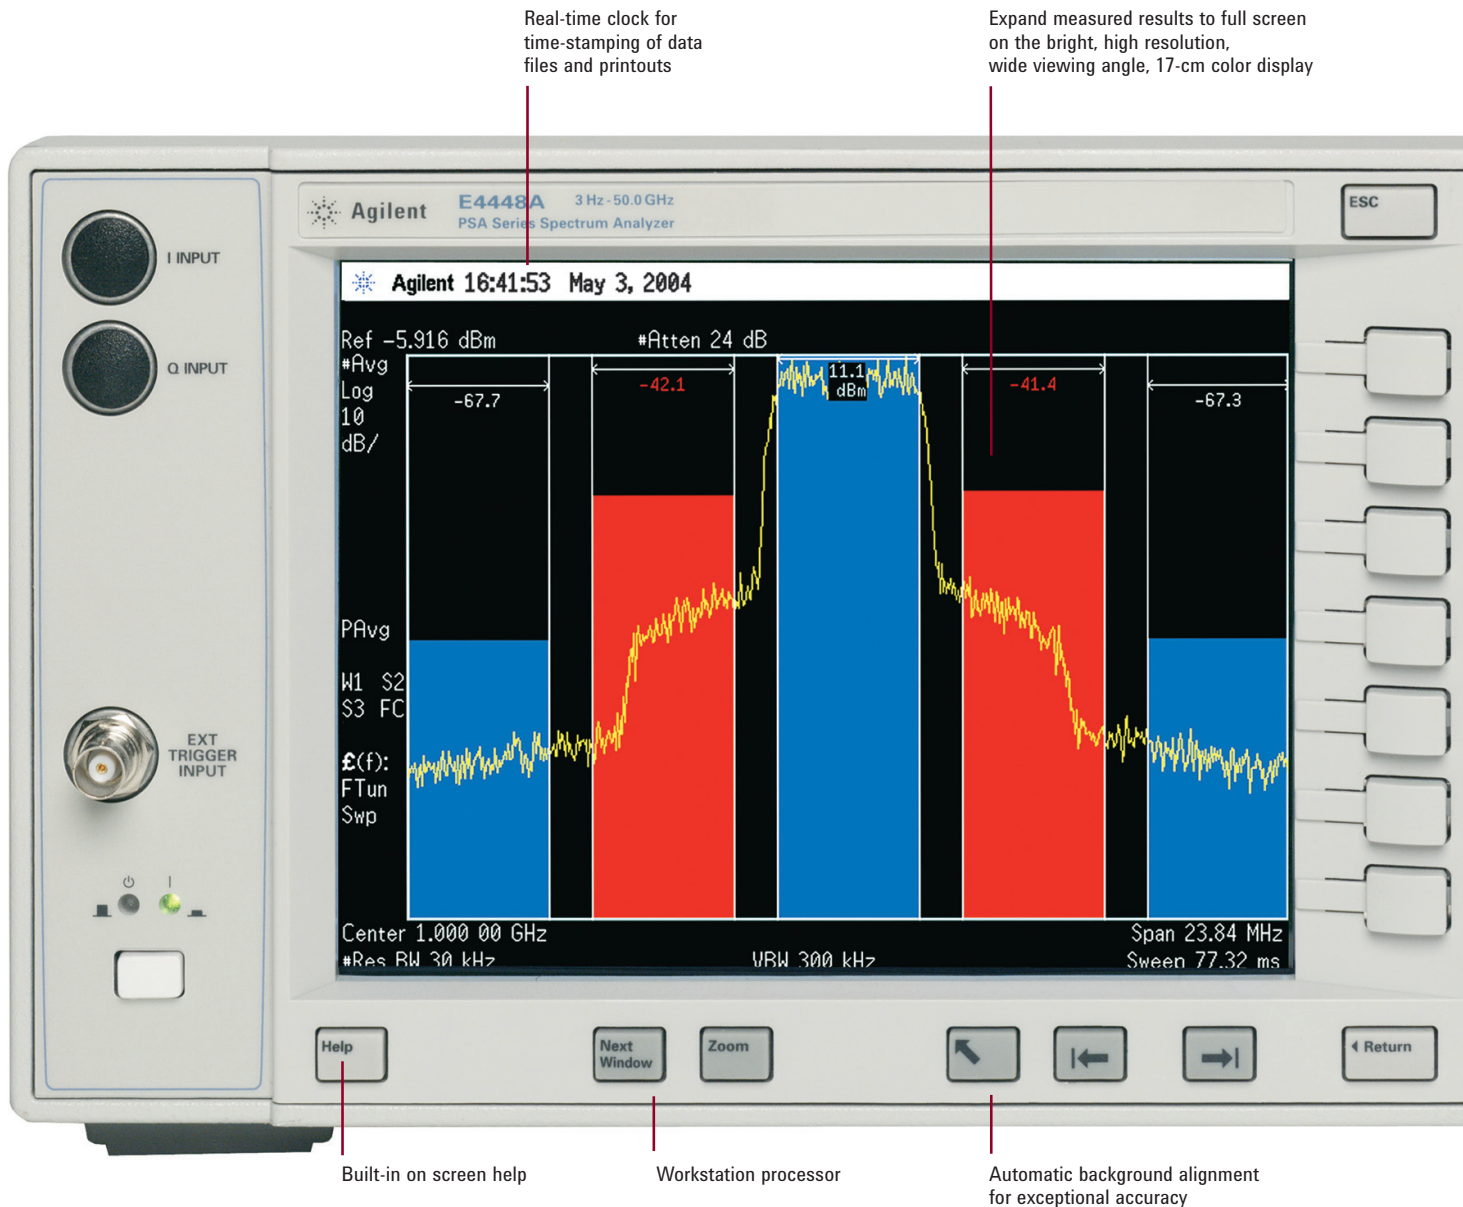 Real-time clock for
time-stamping of data
files and printouts
Expand measured results to full screen
on the bright, high resolution,
wide viewing angle, 17-cm color display
Agilent E4448A 3 Hz - 50.0 GHz
PSA Series Spectrum Analyzer
ESC
I INPUT
Q INPUT
EXT
TRIGGER
INPUT
Agilent 16:41:53 May 3, 2004
Ref -5.916 dBm #Atten 24 dB
#Avg
Log
10
dB/
-67.7
-42.1
11.1
dBm
-41.4
-67.3
PAvg
W1 S2
S3 FC
£(f):
FTun
Swp
Center 1.000 00 GHz Span 23.84 MHz
#Res BW 30 kHz VBW 300 kHz Sweep 77.32 ms
Help
Next
Window
Zoom
Return
Built-in on screen help
Workstation processor
Automatic background alignment
for exceptional accuracy